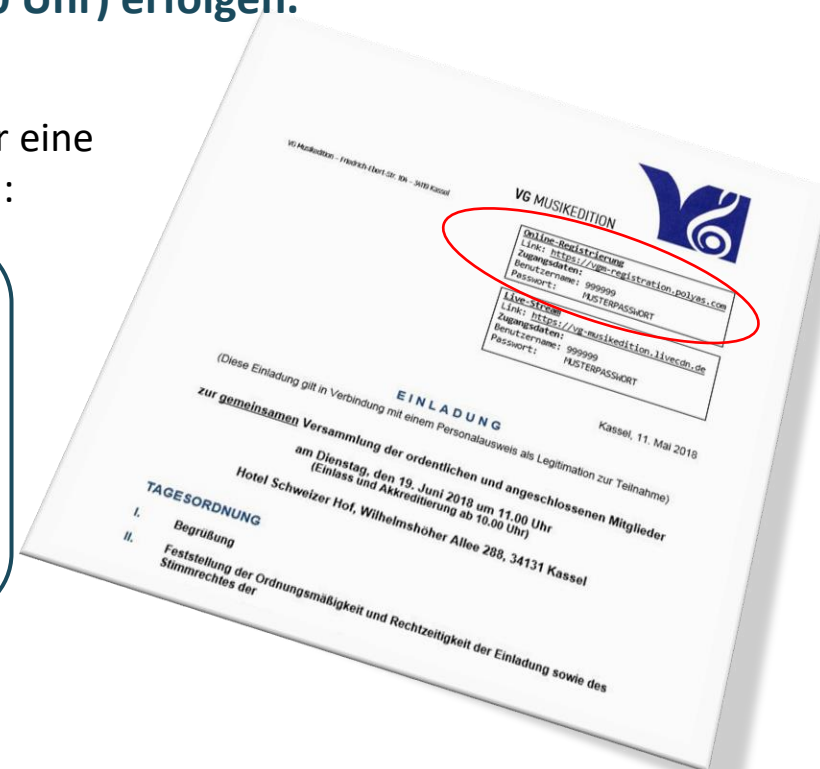 Uhr) erfolgen.
r eine
:
VG Musikedition – Friedrich-Ebert-Str. 104 – 34119 Kassel
VG MUSIKEDITION
Online-Registrierung
Link: https://vgm-registration.polyas.com
Zugangsdaten:
Benutzername: 999999
Passwort: MUSTERPASSWORT
Live-Stream
Link: https://vg-musikedition.livecdn.de
Zugangsdaten:
Benutzername: 999999
Passwort: MUSTERPASSWORT
Kassel, 11. Mai 2018
EINLADUNG
(Diese Einladung gilt in Verbindung mit einem Personalausweis als Legitimation zur Teilnahme)
zur gemeinsamen Versammlung der ordentlichen und angeschlossenen Mitglieder
am Dienstag, den 19. Juni 2018 um 11.00 Uhr
(Einlass und Akkreditierung ab 10.00 Uhr)
Hotel Schweizer Hof, Wilhelmshöher Allee 288, 34131 Kassel
TAGESORDNUNG
I. Begrüßung
II. Feststellung der Ordnungsmäßigkeit und Rechtzeitigkeit der Einladung sowie des
Stimmrechtes der